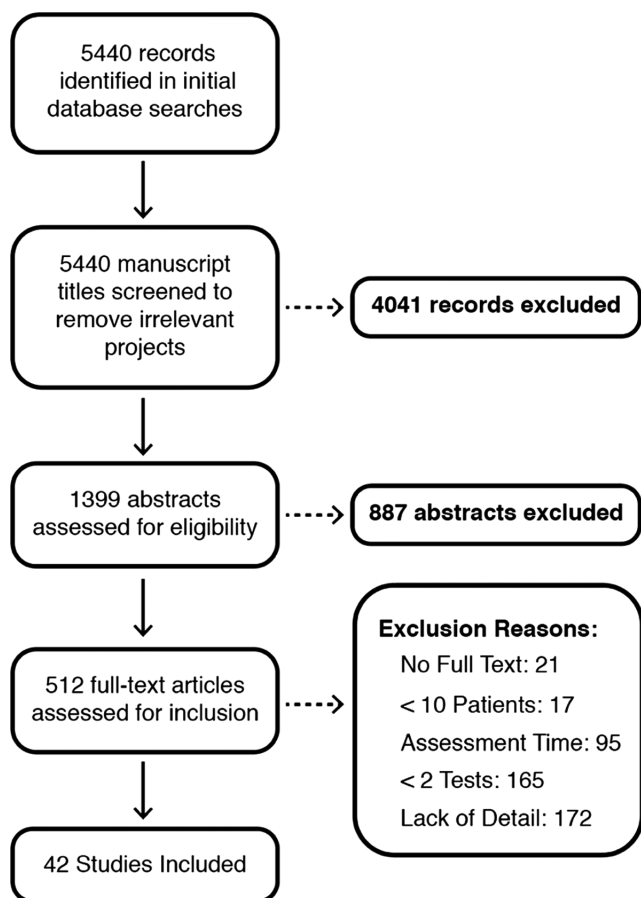 5440 records
identified in initial
database searches
5440 manuscript
titles screened to
remove irrelevant
projects
4041 records excluded
1399 abstracts
assessed for eligibility
887 abstracts excluded
512 full-text articles
assessed for inclusion
Exclusion Reasons:
No Full Text: 21
< 10 Patients: 17
Assessment Time: 95
< 2 Tests: 165
Lack of Detail: 172
42 Studies Included